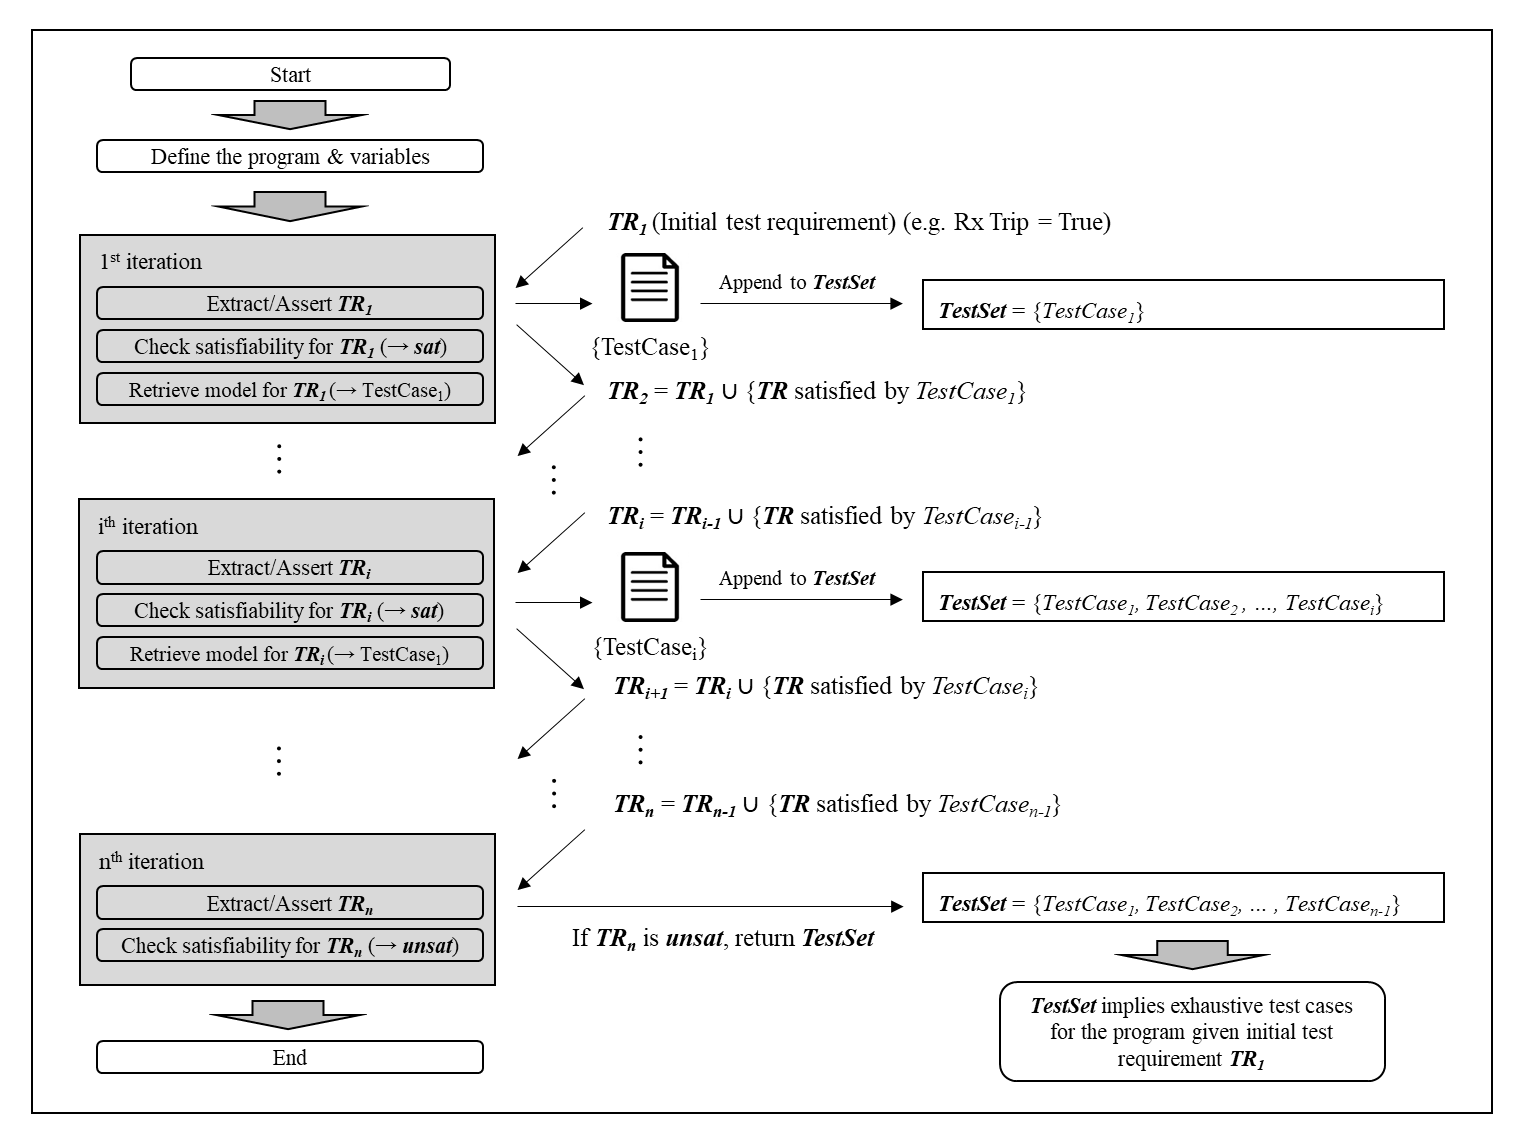 Start
Define the program & variables
1st iteration
Extract/Assert TR1
Check satisfiability for TR1 (→ sat)
Retrieve model for TR1 (→ TestCase1)
TR1 (Initial test requirement) (e.g. Rx Trip = True)
{TestCase1}
Append to TestSet
TestSet = {TestCase1}
TR2 = TR1 ∪ {TR satisfied by TestCase1}
⋮
⋮
⋮
TRi = TRi-1 ∪ {TR satisfied by TestCasei-1}
ith iteration
Extract/Assert TRi
Check satisfiability for TRi (→ sat)
Retrieve model for TRi (→ TestCase1)
{TestCasei}
Append to TestSet
TestSet = {TestCase1, TestCase2 , …, TestCasei}
TRi+1 = TRi ∪ {TR satisfied by TestCasei}
⋮
⋮
⋮
TRn = TRn-1 ∪ {TR satisfied by TestCasen-1}
nth iteration
Extract/Assert TRn
Check satisfiability for TRn (→ unsat)
If TRn is unsat, return TestSet
TestSet = {TestCase1, TestCase2, … , TestCasen-1}
TestSet implies exhaustive test cases
for the program given initial test
requirement TR1
End